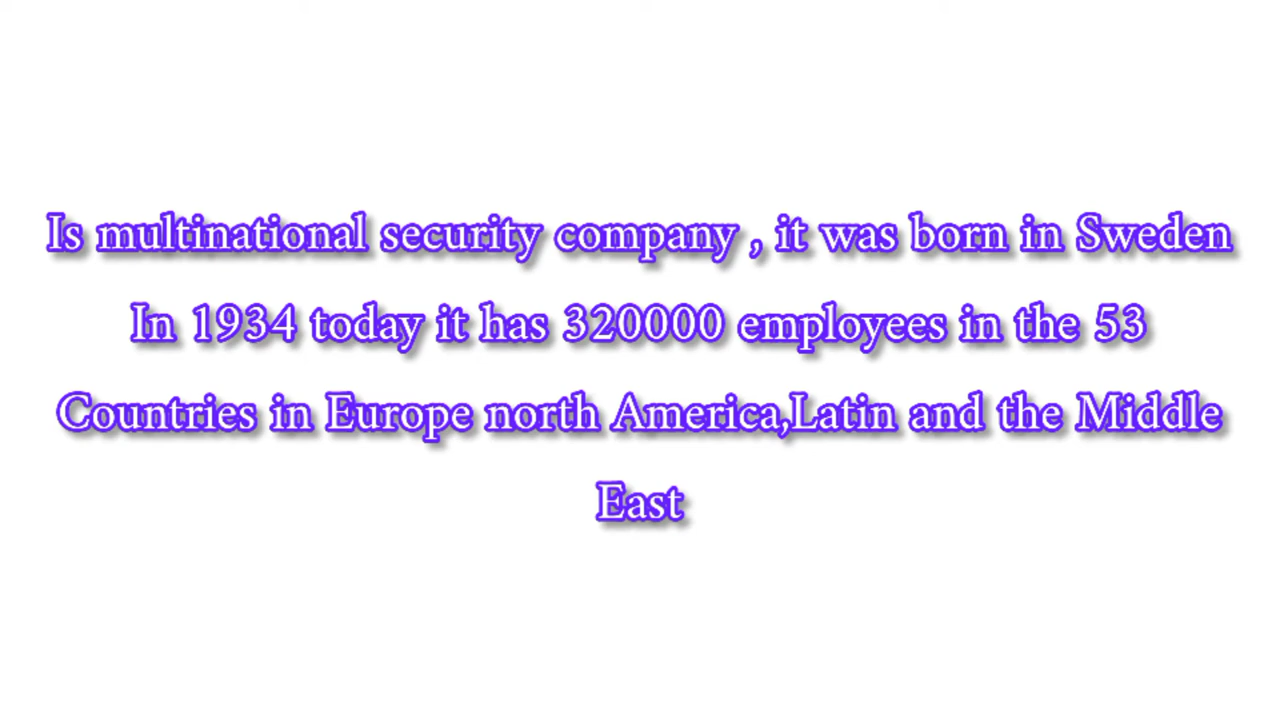 Is multinational security company , it was born in Sweden
In 1934 today it has 320000 employees in the 53
Countries in Europe north America,Latin and the Middle
East